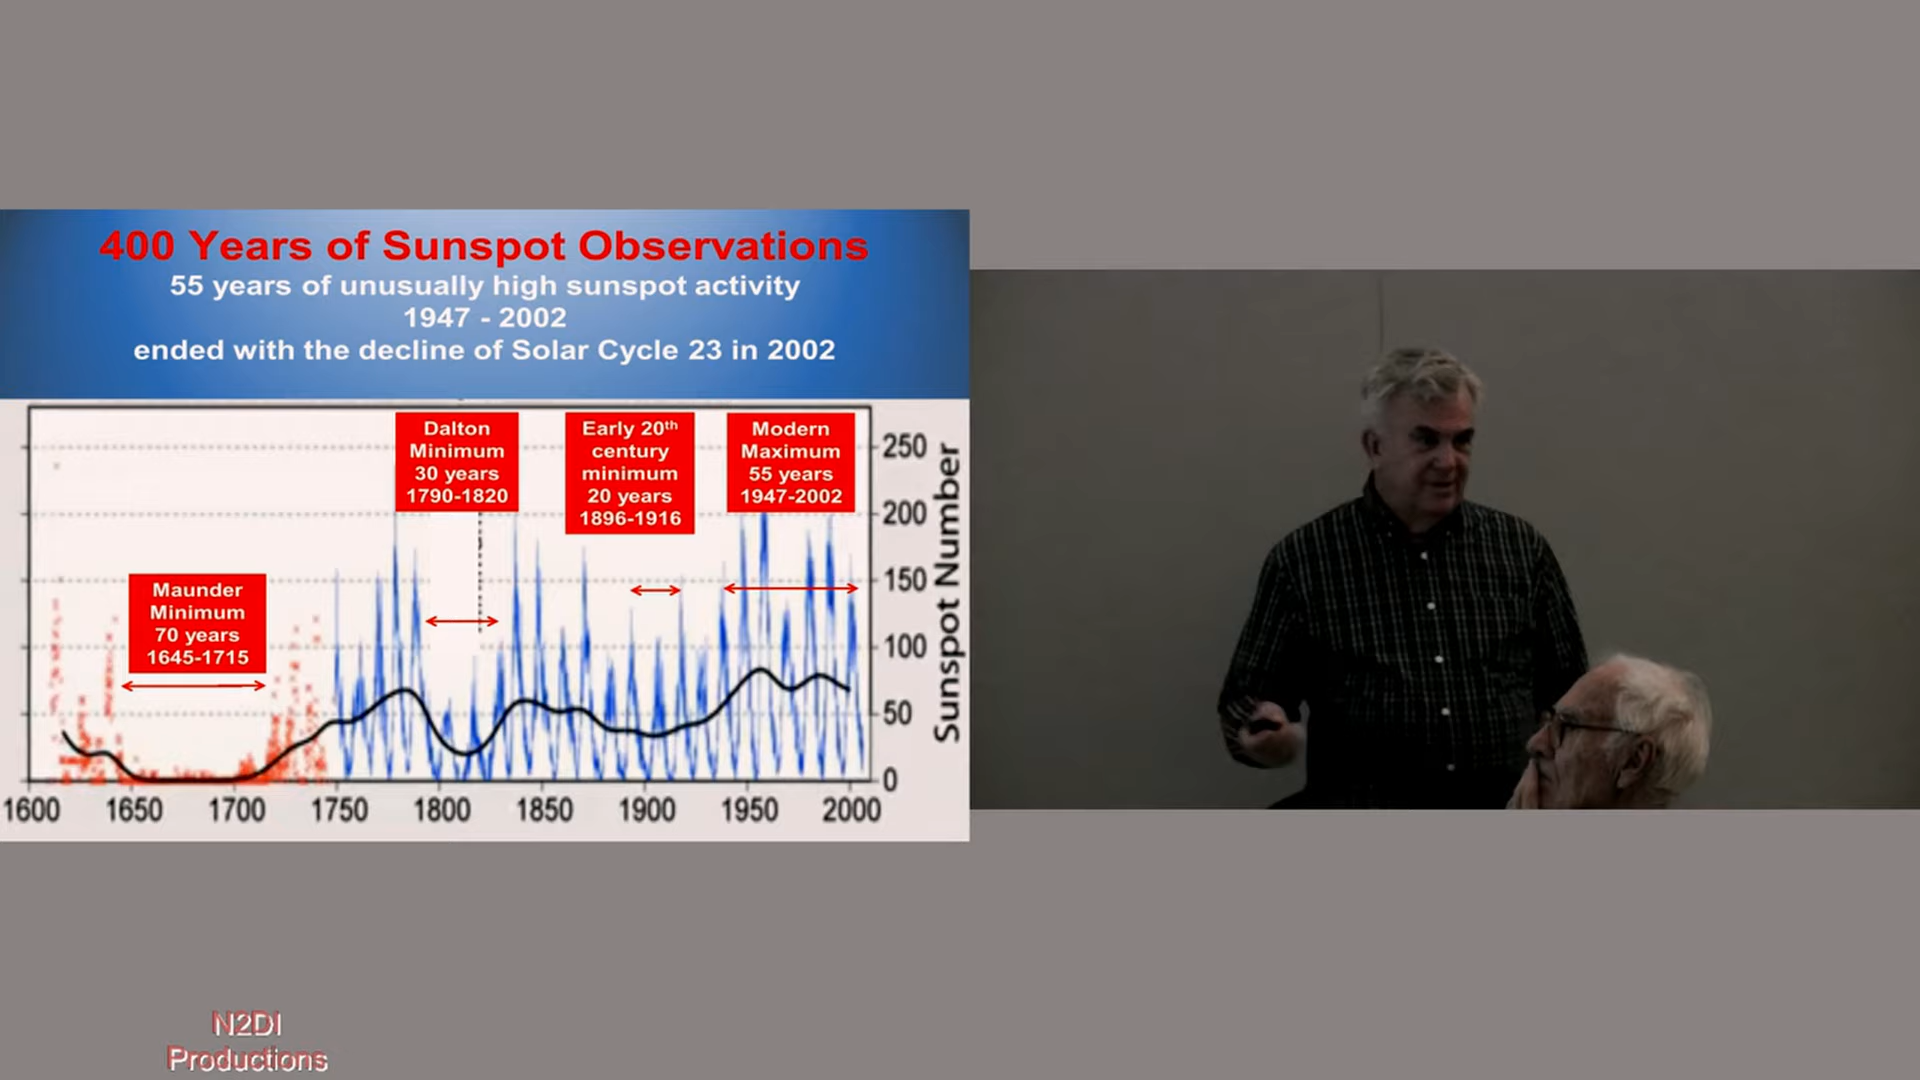 400 Years of Sunspot Observations
55 years of unusually high sunspot activity
1947 - 2002
ended with the decline of Solar Cycle 23 in 2002
Dalton
Minimum
30 years
1790-1820
Early 20th
century
minimum
20 years
1896-1916
Modern
Maximum
55 years
1947-2002
Maunder
Minimum
70 years
1645-1715
250
200
150
100
50
0
Sunspot Number
1600 1650 1700 1750 1800 1850 1900 1950 2000
N2DI
Productions